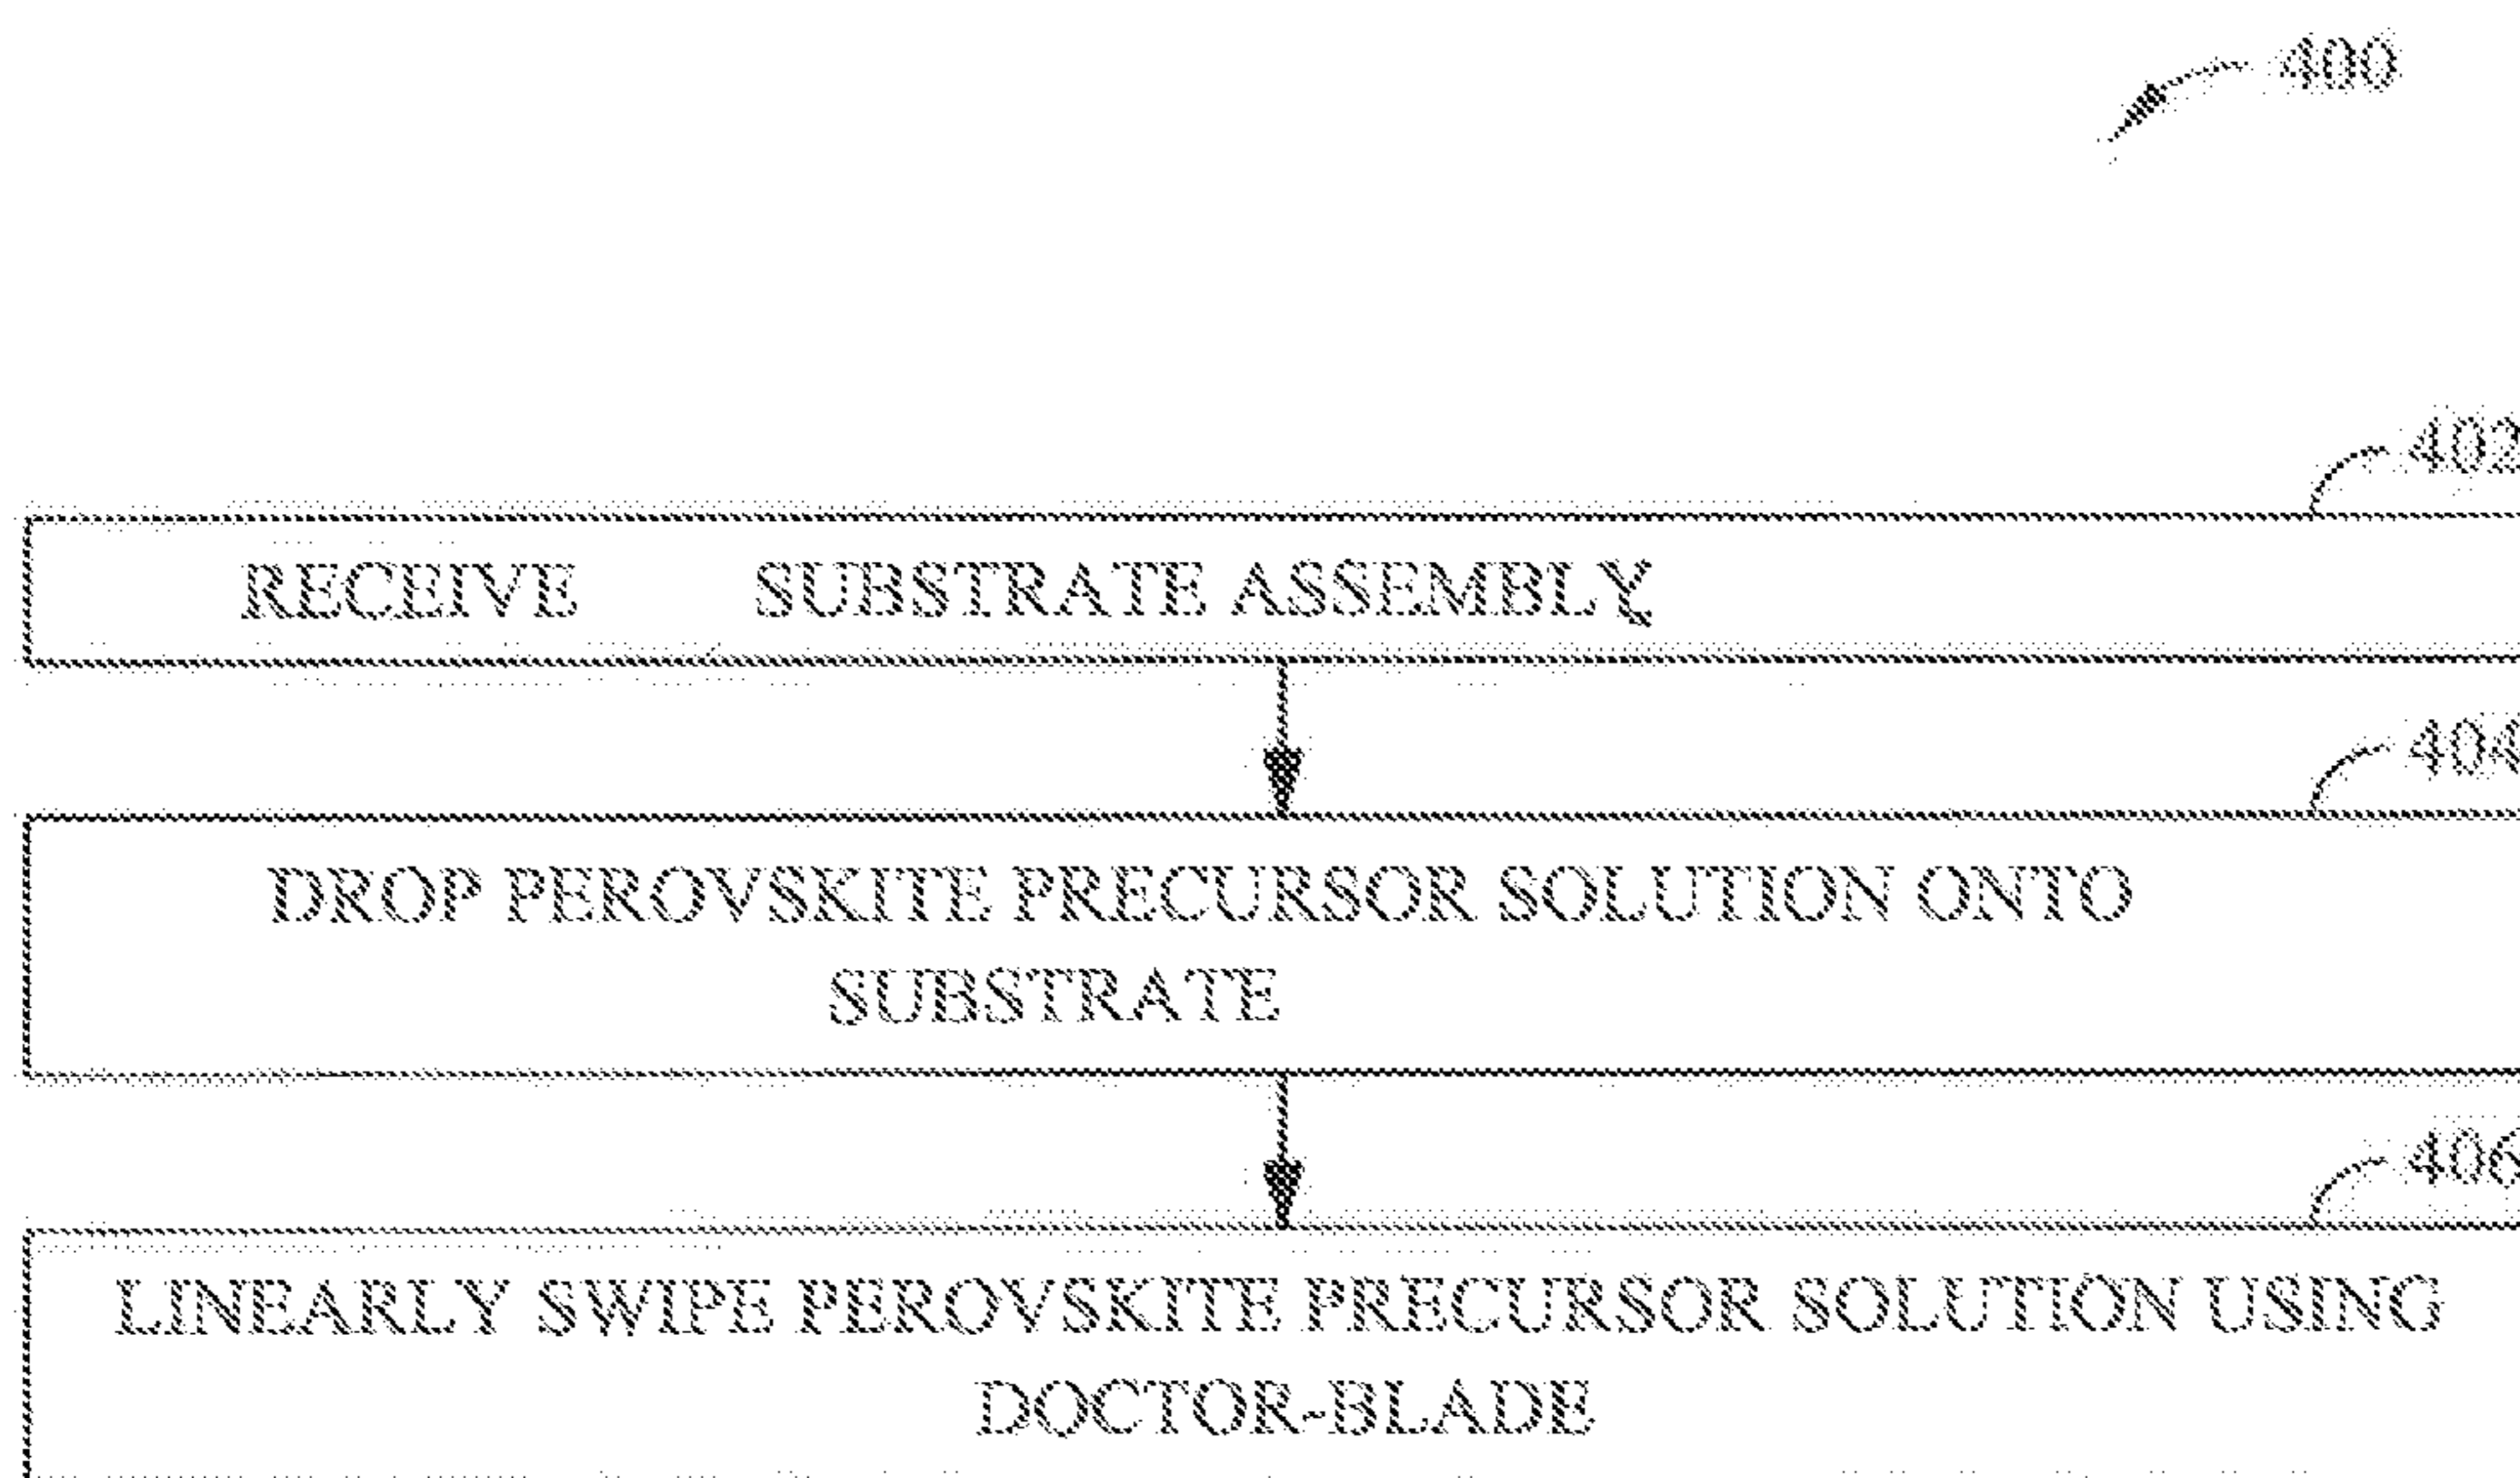 400
402
RECEIVE SUBSTRATE ASSEMBLY
404
DROP PEROVSKITE PRECURSOR SOLUTION ONTO
SUBSTRATE
406
LINEARLY SWIPE PEROVSKITE PRECURSOR SOLUTION USING
DOCTOR-BLADE